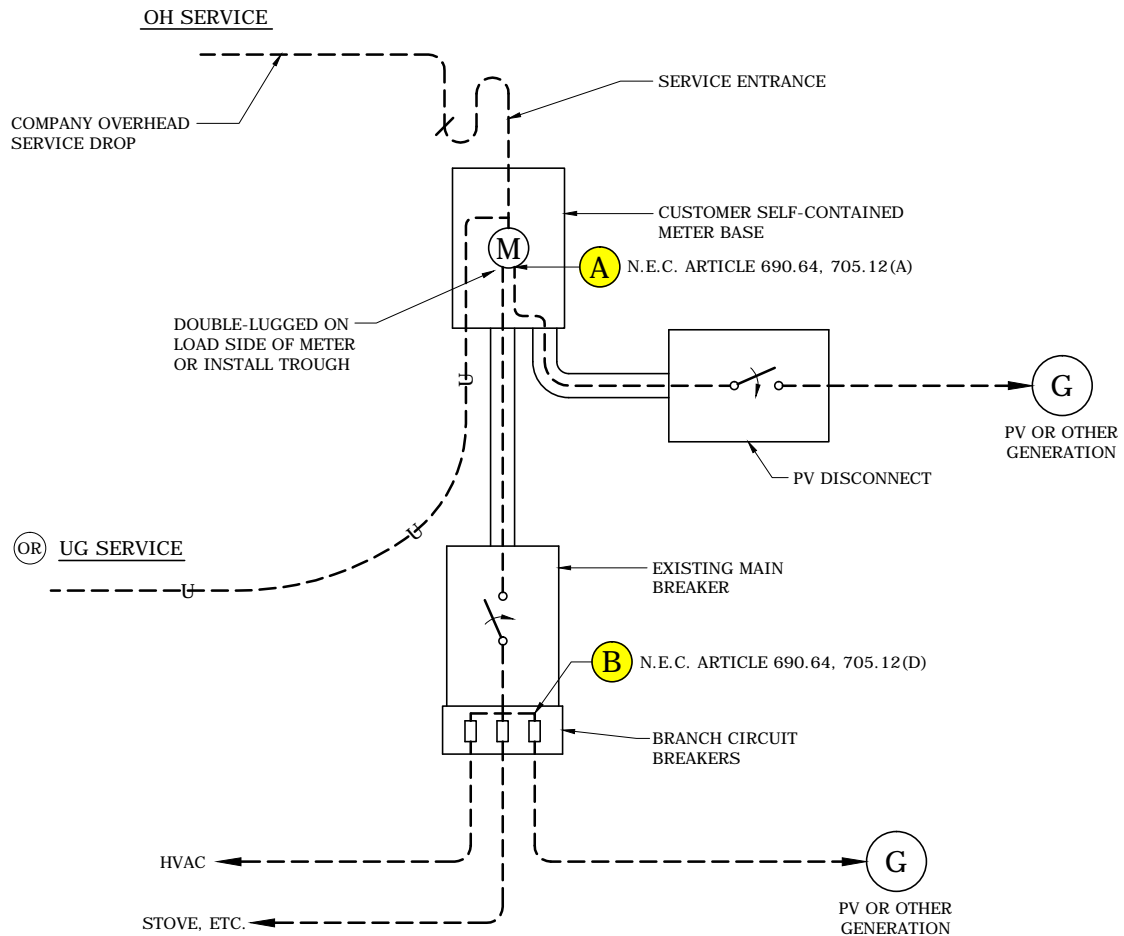 OH SERVICE
SERVICE ENTRANCE
COMPANY OVERHEAD
SERVICE DROP
CUSTOMER SELF-CONTAINED
METER BASE
M
A N.E.C. ARTICLE 690.64, 705.12(A)
DOUBLE-LUGGED ON
LOAD SIDE OF METER
OR INSTALL TROUGH
U
G
PV OR OTHER
GENERATION
PV DISCONNECT
U
OR UG SERVICE
U
EXISTING MAIN
BREAKER
B N.E.C. ARTICLE 690.64, 705.12(D)
BRANCH CIRCUIT
BREAKERS
HVAC
G
STOVE, ETC.
PV OR OTHER
GENERATION